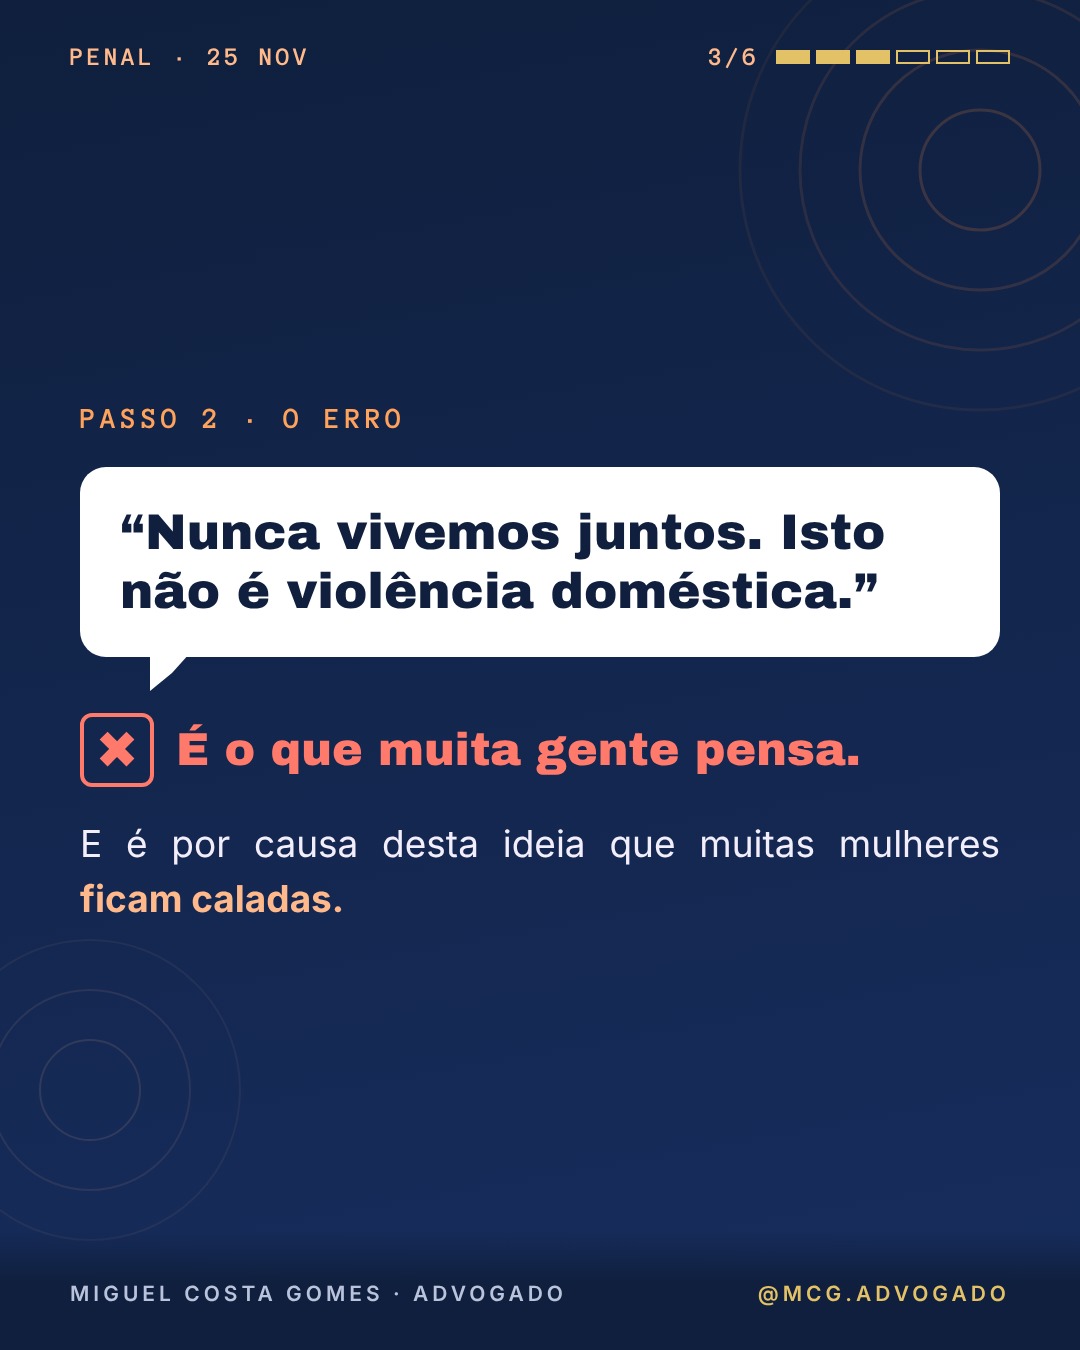 PENAL · 25 NOV
3/6
PASSO 2 · O ERRO
“Nunca vivemos juntos. Isto
não é violência doméstica.”
É o que muita gente pensa.
E é por causa desta ideia que muitas mulheres
ficam caladas.
MIGUEL COSTA GOMES · ADVOGADO
@MCG.ADVOGADO